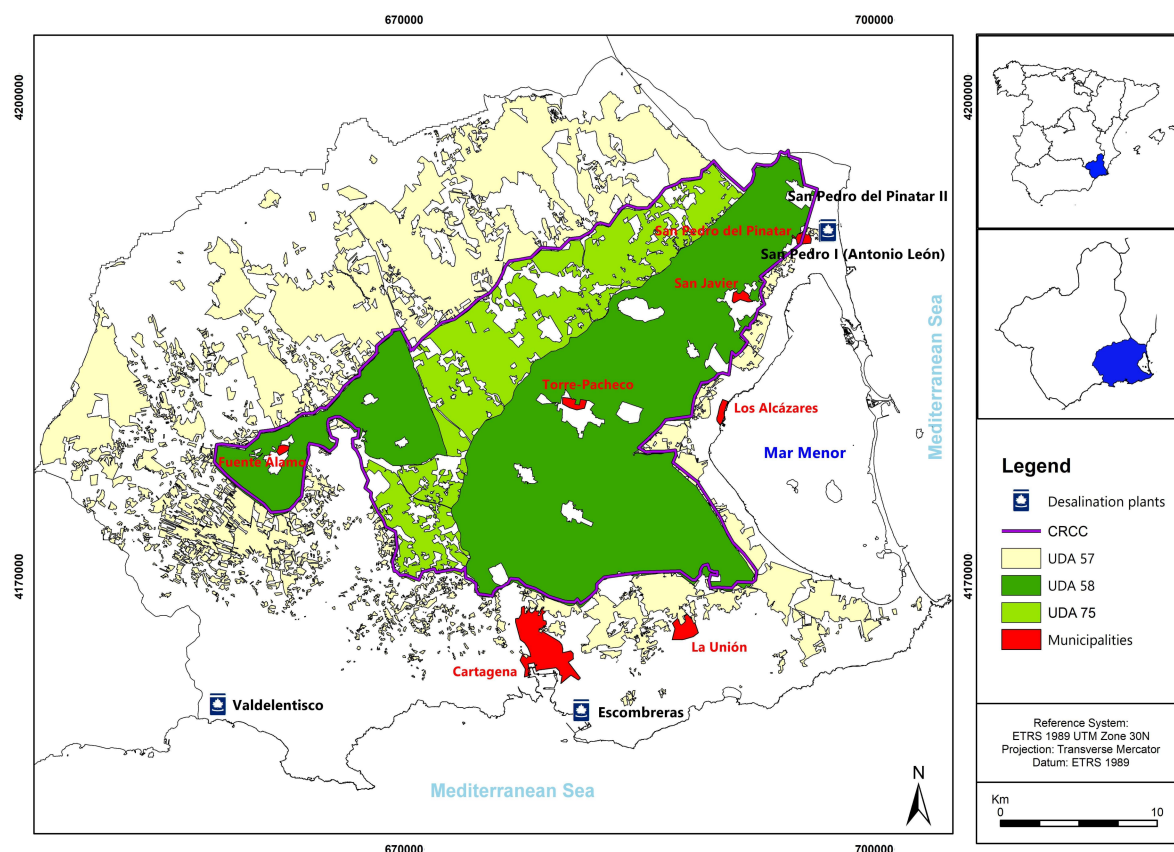 670000
700000
4200000
4200000
San Pedro del Pinatar II
San Pedro del Pinatar
San Pedro I (Antonio León)
San Javier
Mediterranean Sea
Torre-Pacheco
Los Alcázares
Mar Menor
Fuente Alamo
4170000
4170000
La Unión
Cartagena
Valdelentisco
Escombreras
Mediterranean Sea
N
670000
700000
Legend
Desalination plants
CRCC
UDA 57
UDA 58
UDA 75
Municipalities
Reference System:
ETRS 1989 UTM Zone 30N
Projection: Transverse Mercator
Datum: ETRS 1989
Km
0 10